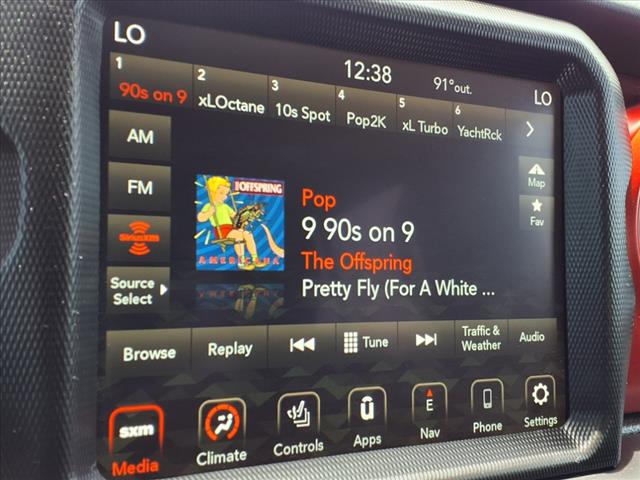 LO
12:38
91°out.
LO
1
90s on 9
2
xLOctane
3
10s Spot
4
Pop2K
5
xL Turbo
6
YachtRck
AM
FM
SiriusXM
Source
Select
Map
Fav
THE OFFSPRING
AMERICANA
Pop
9 90s on 9
The Offspring
Pretty Fly (For A White ...
Browse
Replay
Tune
Traffic &
Weather
Audio
sxm
Media
Climate
Controls
Apps
E
Nav
Phone
Settings